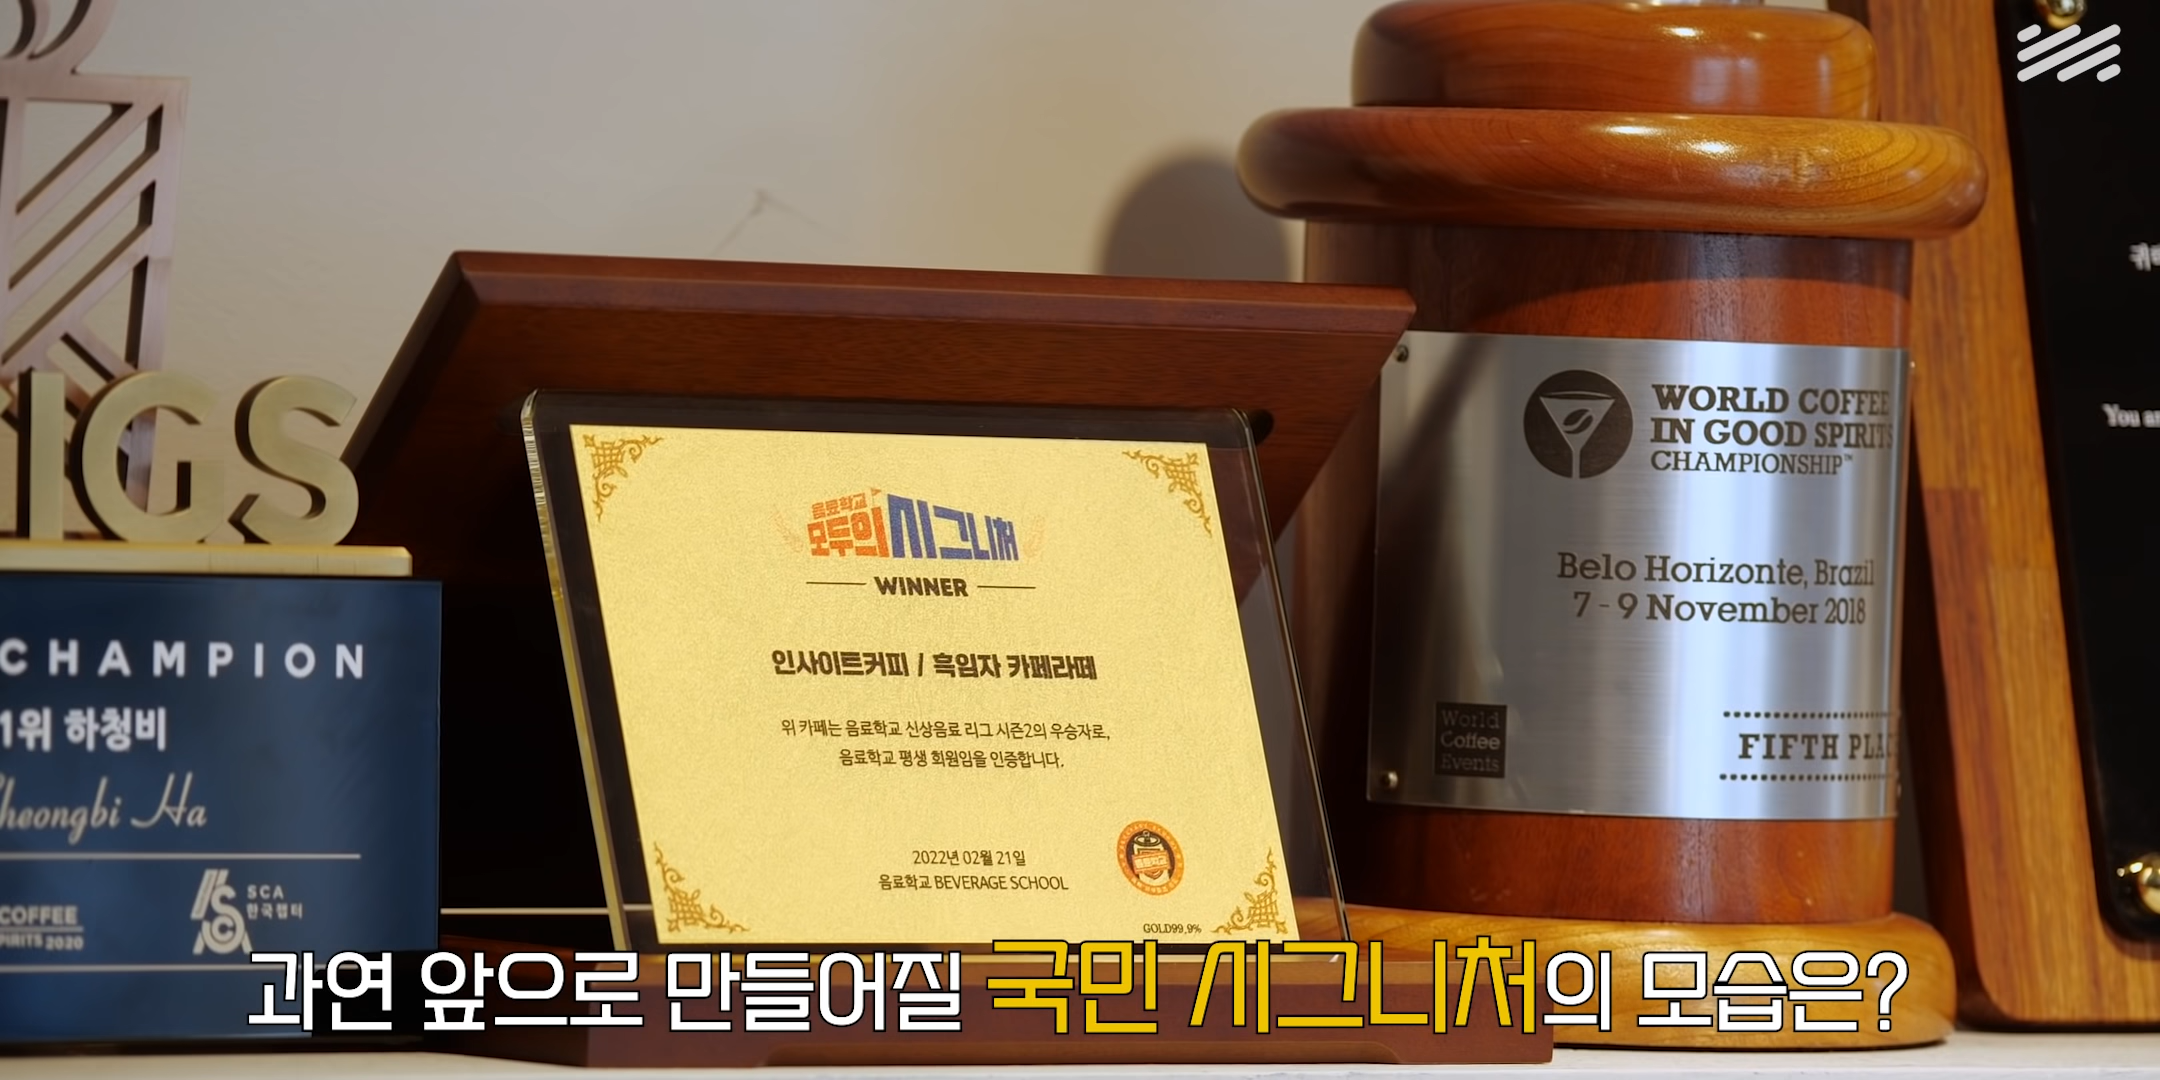 IGS
CHAMPION
1위 하청비
heongbi Ha
COFFEE
PIRITS 2020
SCA
한국챕터
음료학교
모두의 시그니처
WINNER
인사이트커피 / 흑임자 카페라떼
위 카페는 음료학교 신상음료 리그 시즌2의 우승자로,
음료학교 평생 회원임을 인증합니다.
2022년 02월 21일
음료학교 BEVERAGE SCHOOL
음료학교
GOLD99.9%
WORLD COFFEE
IN GOOD SPIRITS
CHAMPIONSHIP™
Belo Horizonte, Brazil
7 - 9 November 2018
World
Coffee
Events
FIFTH PLAC
You a
과연 앞으로 만들어질 국민 시그니처의 모습은?